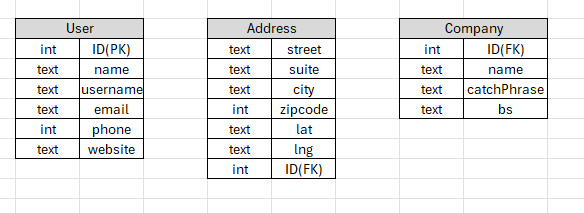 User
int ID(PK)
text name
text username
text email
int phone
text website
Address
text street
text suite
text city
int zipcode
text lat
text lng
int ID(FK)
Company
int ID(FK)
text name
text catchPhrase
text bs